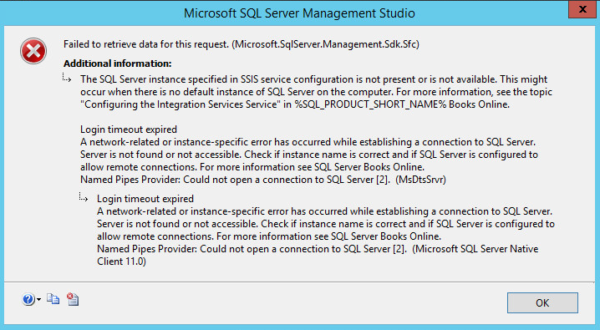 Microsoft SQL Server Management Studio
x
Failed to retrieve data for this request. (Microsoft.SqlServer.Management.Sdk.Sfc)
Additional information:
The SQL Server instance specified in SSIS service configuration is not present or is not available. This might
occur when there is no default instance of SQL Server on the computer. For more information, see the topic
"Configuring the Integration Services Service" in %SQL_PRODUCT_SHORT_NAME% Books Online.
Login timeout expired
A network-related or instance-specific error has occurred while establishing a connection to SQL Server.
Server is not found or not accessible. Check if instance name is correct and if SQL Server is configured to
allow remote connections. For more information see SQL Server Books Online.
Named Pipes Provider: Could not open a connection to SQL Server [2].  (MsDtsSrvr)
Login timeout expired
A network-related or instance-specific error has occurred while establishing a connection to SQL Server.
Server is not found or not accessible. Check if instance name is correct and if SQL Server is configured to
allow remote connections. For more information see SQL Server Books Online.
Named Pipes Provider: Could not open a connection to SQL Server [2].  (Microsoft SQL Server Native
Client 11.0)
OK